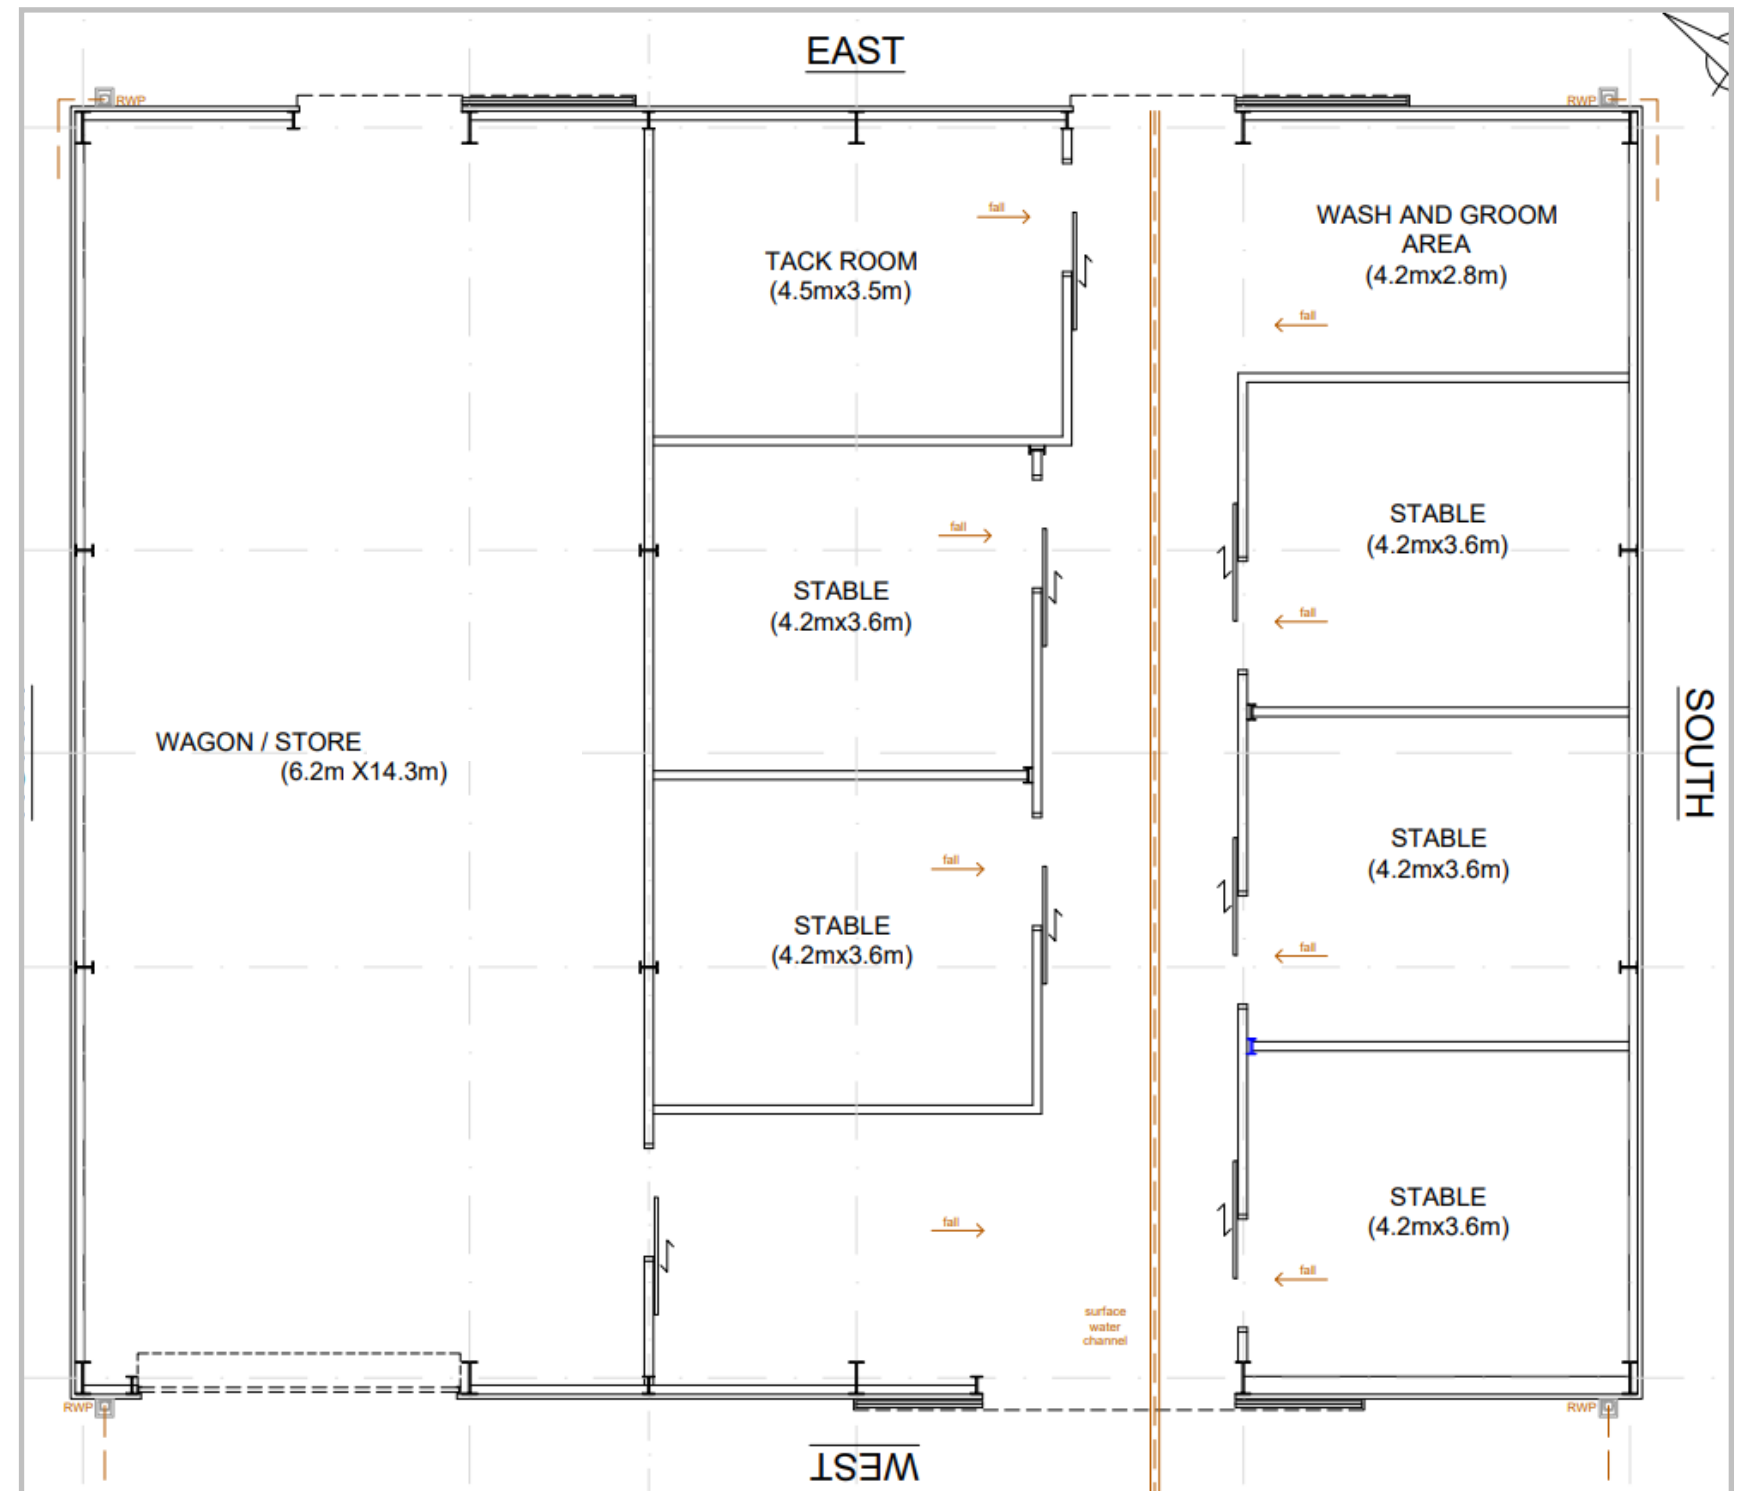 EAST
RWP
RWP
fall
WASH AND GROOM
AREA
(4.2mx2.8m)
TACK ROOM
(4.5mx3.5m)
fall
STABLE
(4.2mx3.6m)
fall
STABLE
(4.2mx3.6m)
fall
WAGON / STORE
(6.2m X14.3m)
SOUTH
STABLE
(4.2mx3.6m)
fall
STABLE
(4.2mx3.6m)
fall
STABLE
(4.2mx3.6m)
fall
fall
surface
water
channel
RWP
RWP
WEST